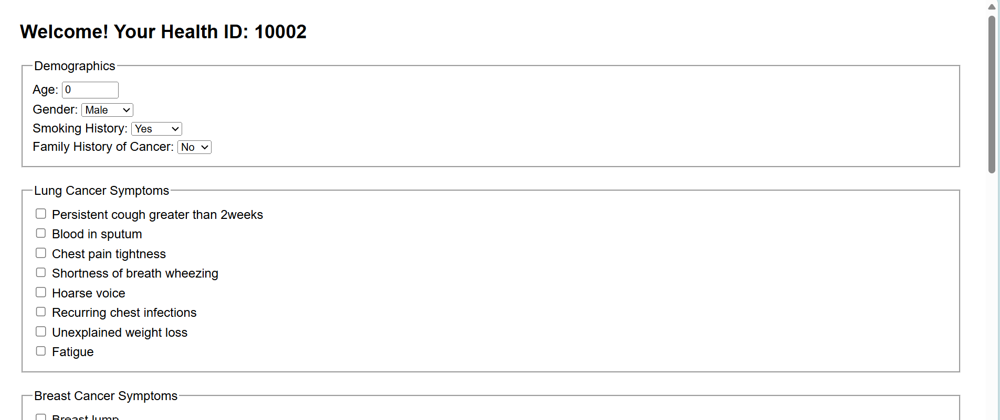 Welcome! Your Health ID: 10002
Demographics
Age: 0
Gender: Male
Smoking History: Yes
Family History of Cancer: No
Lung Cancer Symptoms
Persistent cough greater than 2weeks
Blood in sputum
Chest pain tightness
Shortness of breath wheezing
Hoarse voice
Recurring chest infections
Unexplained weight loss
Fatigue
Breast Cancer Symptoms
Breast lump